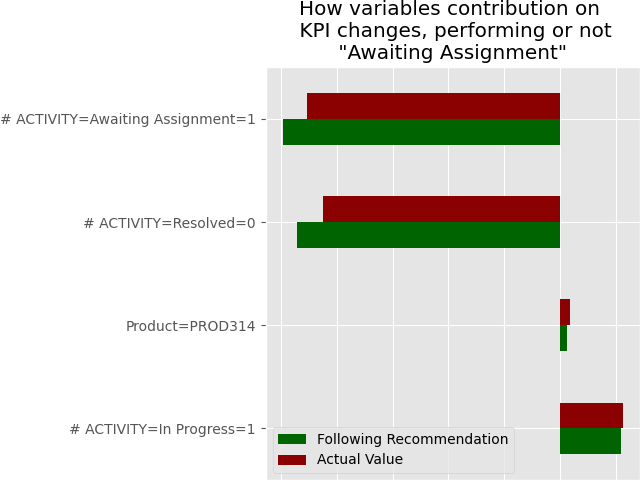 How variables contribution on
KPI changes, performing or not
"Awaiting Assignment"
# ACTIVITY=Awaiting Assignment=1
# ACTIVITY=Resolved=0
Product=PROD314
# ACTIVITY=In Progress=1
Following Recommendation
Actual Value